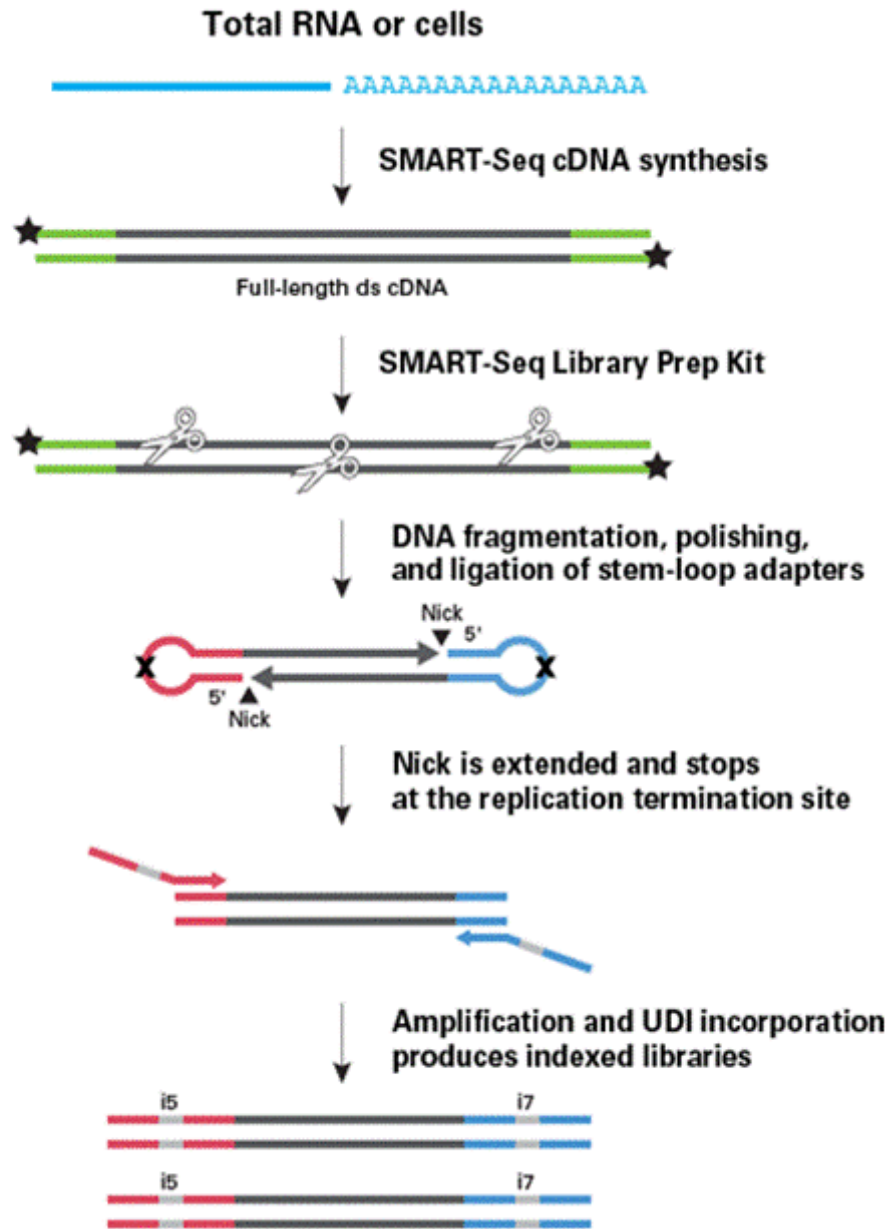 Total RNA or cells
AAAAAAAAAAAAAAAAA
SMART-Seq cDNA synthesis
Full-length ds cDNA
SMART-Seq Library Prep Kit
DNA fragmentation, polishing,
and ligation of stem-loop adapters
Nick
5'
X
X
5'
Nick
Nick is extended and stops
at the replication termination site
Amplification and UDI incorporation
produces indexed libraries
i5 i7
i5 i7